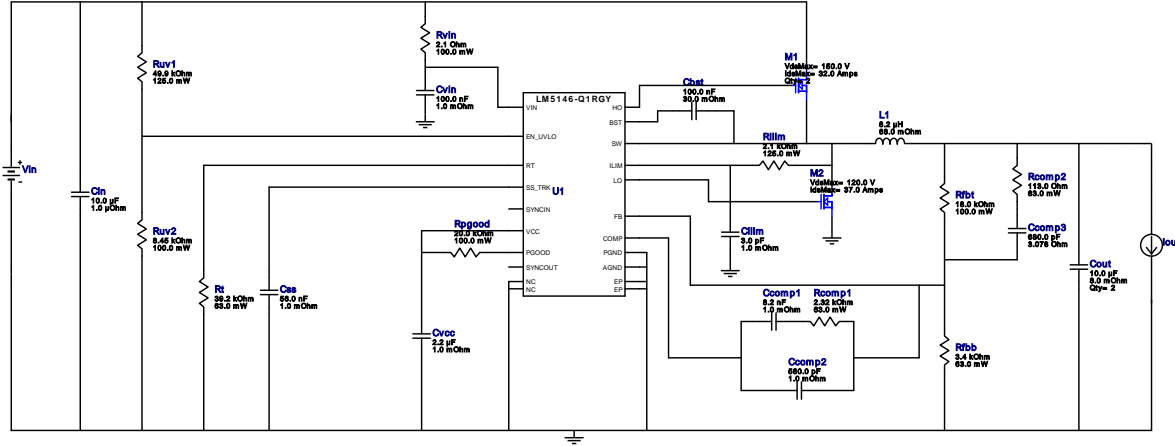 Rvin
2.1 Ohm
100.0 mW
Ruv1
49.9 kOhm
125.0 mW
Cvin
100.0 nF
1.0 mOhm
M1
VdsMax= 150.0 V
IdsMax= 32.0 Amps
Qty= 2
Cbst
100.0 nF
30.0 mOhm
LM5146-Q1RGY
VIN
EN_UVLO
RT
SS_TRK
SYNCIN
VCC
PGOOD
SYNCOUT
NC
NC
HO
BST
SW
ILIM
LO
FB
COMP
PGND
AGND
EP
EP
U1
L1
8.2 µH
68.0 mOhm
Rilim
2.1 kOhm
125.0 mW
M2
VdsMax= 120.0 V
IdsMax= 37.0 Amps
Vin
+
-
Cin
10.0 µF
1.0 µOhm
Ruv2
8.45 kOhm
100.0 mW
Rt
39.2 kOhm
63.0 mW
Css
56.0 nF
1.0 mOhm
Rpgood
20.0 kOhm
100.0 mW
Cvcc
2.2 µF
1.0 mOhm
Cilim
3.0 pF
1.0 mOhm
Rfbt
18.0 kOhm
100.0 mW
Rcomp2
113.0 Ohm
63.0 mW
Ccomp3
680.0 pF
3.078 Ohm
Iou
Cout
10.0 µF
8.0 mOhm
Qty= 2
Ccomp1
8.2 nF
1.0 mOhm
Rcomp1
2.32 kOhm
63.0 mW
Ccomp2
560.0 pF
1.0 mOhm
Rfbb
3.4 kOhm
63.0 mW